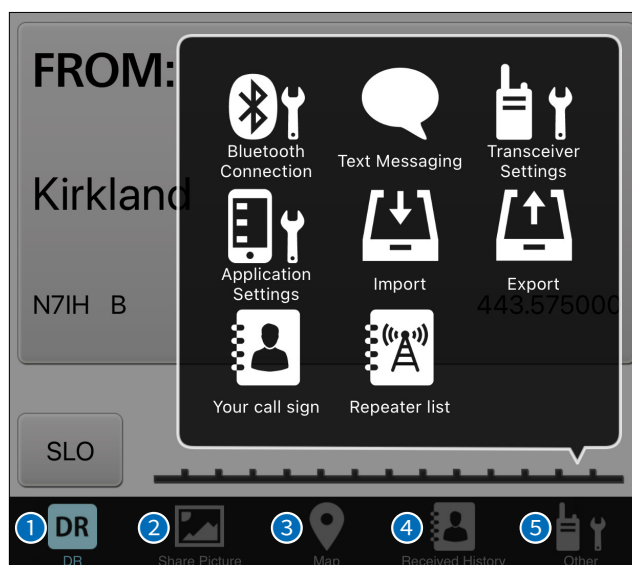 FROM:
Kirkland
N7IH B
443.575000
SLO
Bluetooth
Connection
Text Messaging
Transceiver
Settings
Application
Settings
Import
Export
Your call sign
Repeater list
1 DR
DR
2
Share Picture
3
Map
4
Received History
5
Other